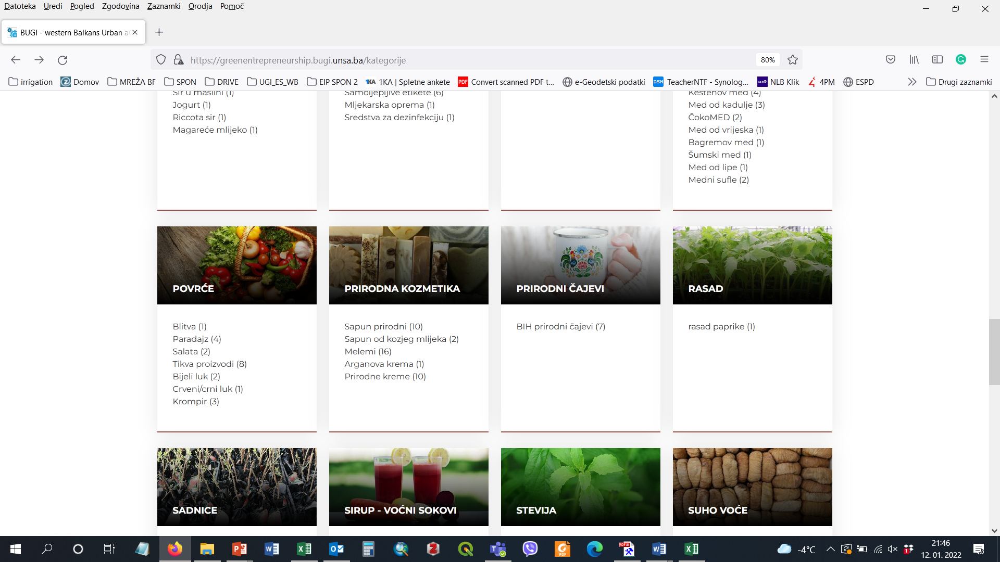 Datoteka Uredi Pogled Zgodovina Zaznamki Orodja Pomoč
BUGI - western Balkans Urban a
https://greenentrepreneurship.bugi.unsa.ba/kategorije
80%
irrigation Domov MREŽA BF SPON DRIVE UGI_ES_WB EIP SPON 2 1KA | Spletne ankete Convert scanned PDF t... e-Geodetski podatki TeacherNTF - Synolog... NLB Klik 4PM ESPD Drugi zaznamki
Sir u maslini (1)
Jogurt (1)
Riccota sir (1)
Magareće mlijeko (1)
Samoljepljive etikete (6)
Mljekarska oprema (1)
Sredstva za dezinfekciju (1)
Kestenov med (4)
Med od kadulje (3)
ČokoMED (2)
Med od vrijeska (1)
Bagremov med (1)
Šumski med (1)
Med od lipe (1)
Medni sufle (2)
POVRĆE
Blitva (1)
Paradajz (4)
Salata (2)
Tikva proizvodi (8)
Bijeli luk (2)
Crveni/crni luk (1)
Krompir (3)
PRIRODNA KOZMETIKA
Sapun prirodni (10)
Sapun od kozjeg mlijeka (2)
Melemi (16)
Arganova krema (1)
Prirodne kreme (10)
PRIRODNI ČAJEVI
BIH prirodni čajevi (7)
RASAD
rasad paprike (1)
SADNICE
SIRUP - VOĆNI SOKOVI
STEVIJA
SUHO VOĆE
-4°C
21:46
12. 01. 2022